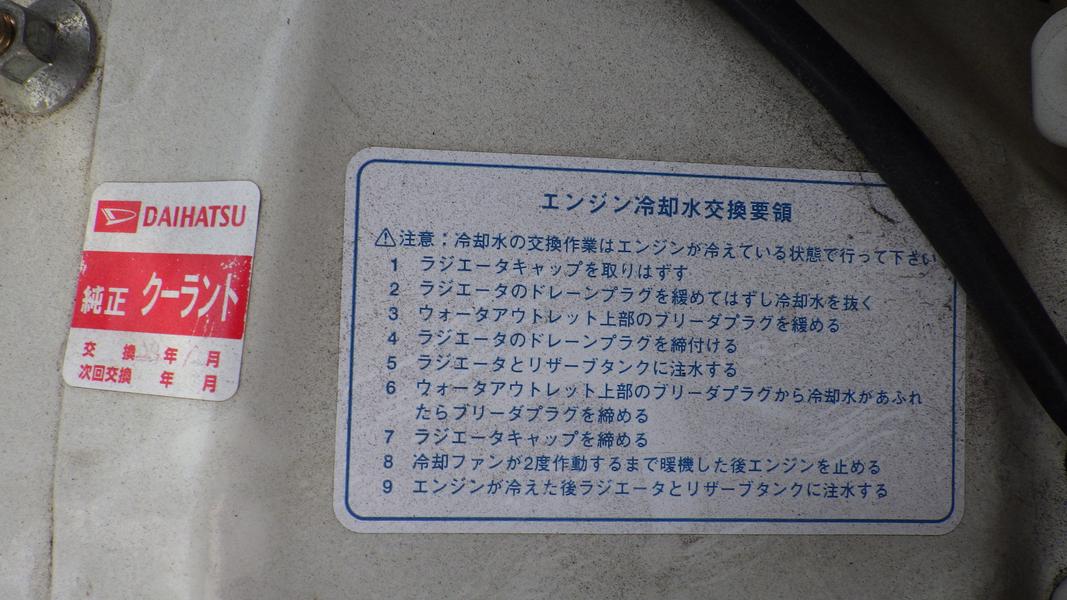 DAIHATSU
純正 クーラント
交 換 年 月
次回交換 年 月
エンジン冷却水交換要領
注意：冷却水の交換作業はエンジンが冷えている状態で行って下さい
1 ラジエータキャップを取りはずす
2 ラジエータのドレーンプラグを緩めてはずし冷却水を抜く
3 ウォータアウトレット上部のブリーダプラグを緩める
4 ラジエータのドレーンプラグを締付ける
5 ラジエータとリザーブタンクに注水する
6 ウォータアウトレット上部のブリーダプラグから冷却水があふれ
たらブリーダプラグを締める
7 ラジエータキャップを締める
8 冷却ファンが2度作動するまで暖機した後エンジンを止める
9 エンジンが冷えた後ラジエータとリザーブタンクに注水する